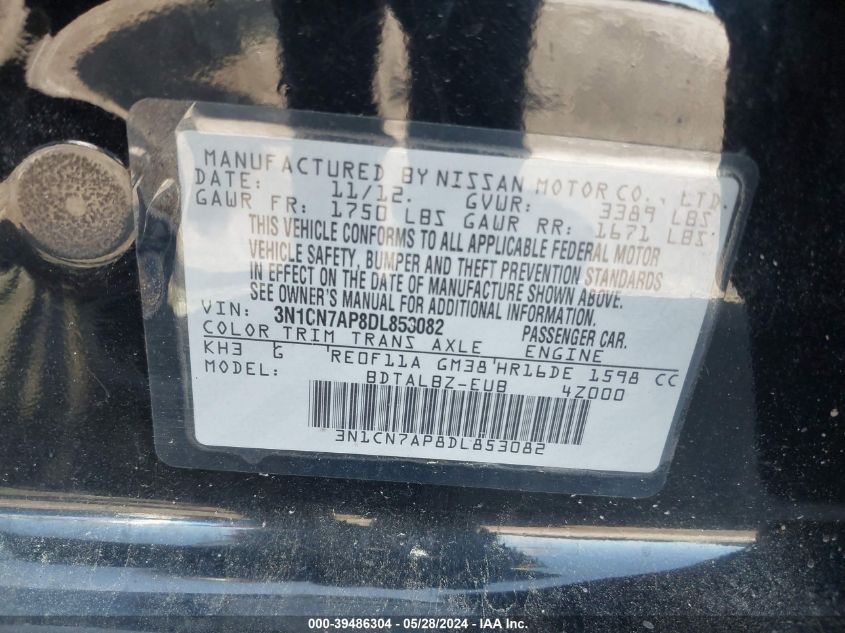 MANUFACTURED BY NISSAN MOTOR CO., LTD.
DATE: 11/12. GVWR: 3389 LBS
GAWR FR: 1750 LBS GAWR RR: 1671 LBS
THIS VEHICLE CONFORMS TO ALL APPLICABLE FEDERAL MOTOR
VEHICLE SAFETY, BUMPER AND THEFT PREVENTION STANDARDS
IN EFFECT ON THE DATE OF MANUFACTURE SHOWN ABOVE.
SEE OWNER'S MANUAL FOR ADDITIONAL INFORMATION.
VIN: 3N1CN7AP8DL853082 PASSENGER CAR.
COLOR TRIM TRANS AXLE ENGINE
KH3 G RE0F11A GM38 HR16DE 1598 CC
MODEL: BDTALBZ-EUB 4Z000
3N1CN7AP8DL853082
000-39486304 / 05/28/2024 - IAA, Inc.